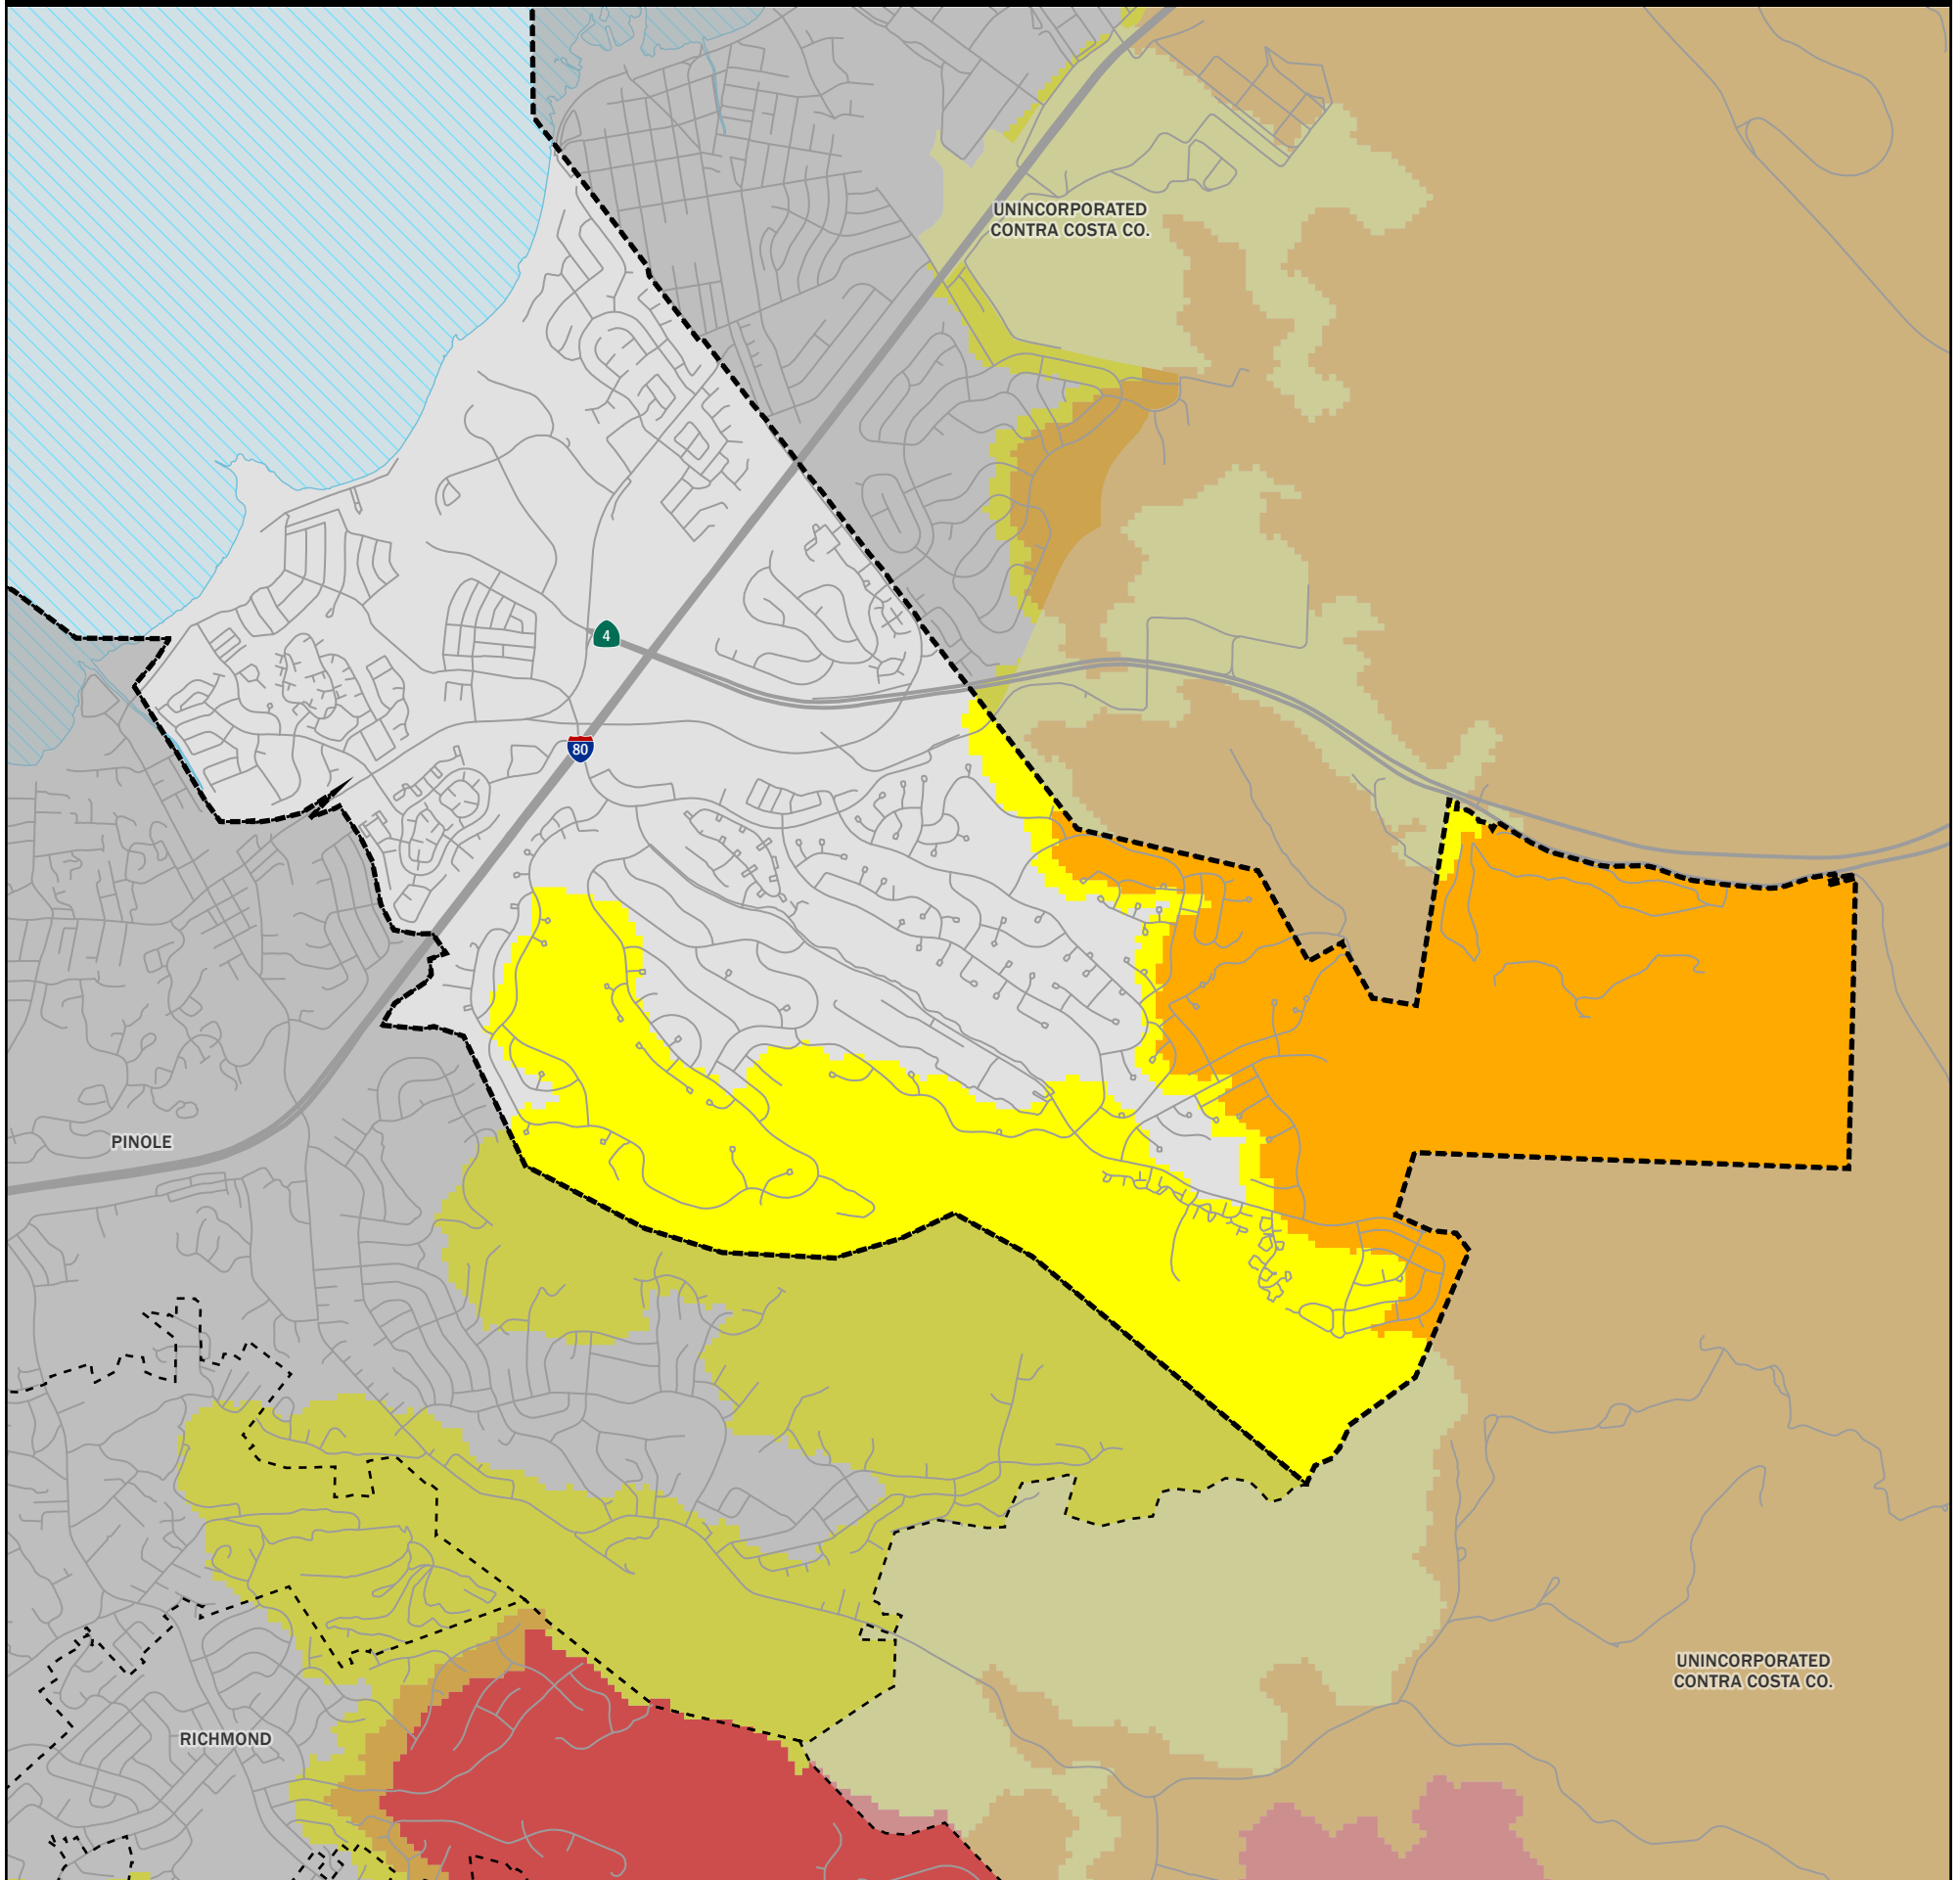 UNINCORPORATED
CONTRA COSTA CO.
4
80
PINOLE
UNINCORPORATED
CONTRA COSTA CO.
RICHMOND